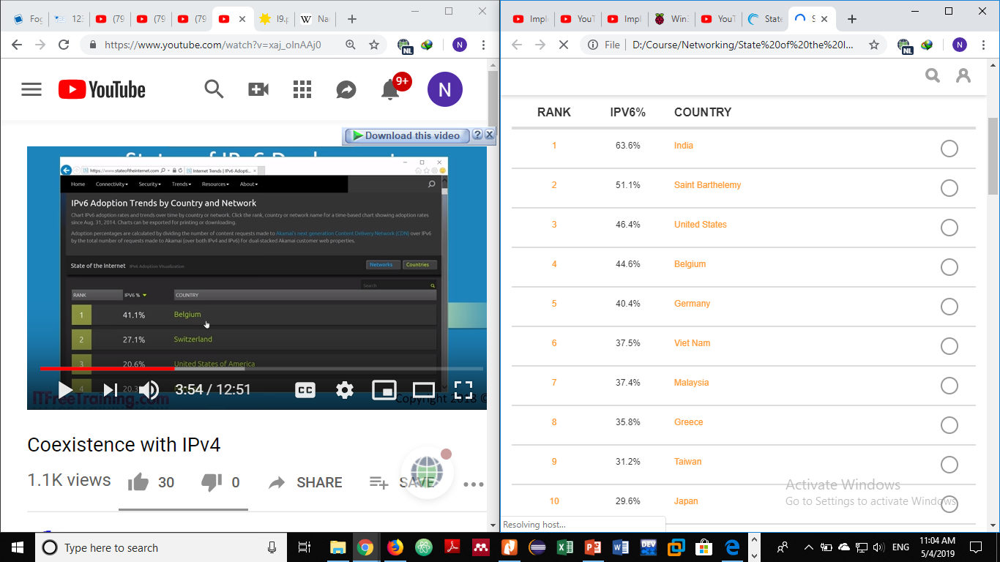 Fog
123
(79
(79
(79
I9.p
W Na
https://www.youtube.com/watch?v=xaj_oInAAj0
NL
N
YouTube
9+
N
Download this video
?
X
https://www.stateoftheinternet.com
Internet Trends | IPv6 Adopti...
Home Connectivity Security Trends Resources About
IPv6 Adoption Trends by Country and Network
Chart IPv6 adoption rates and trends over time by country or network. Click the rank, country or network name for a time-based chart showing adoption rates
since Aug. 31, 2014. Charts can be exported for printing or downloading.
Adoption percentages are calculated by dividing the number of content requests made to Akamai's next generation Content Delivery Network (CDN) over IPv6
by the total number of requests made to Akamai (over both IPv4 and IPv6) for dual-stacked Akamai customer web properties.
State of the Internet IPv6 Adoption Visualization
Networks Countries
Search
RANK IPV6 % COUNTRY
1 41.1% Belgium
2 27.1% Switzerland
3 20.6% United States of America
4 20.3
3:54 / 12:51
CC
ITFreeTraining.com
Copyright 2018 ©
Coexistence with IPv4
1.1K views
30
0
SHARE
SAVE
Impl
YouT
Impl
Win
YouT
State
S
File D:/Course/Networking/State%20of%20the%20I...
NL
N
RANK IPV6% COUNTRY
1 63.6% India
2 51.1% Saint Barthelemy
3 46.4% United States
4 44.6% Belgium
5 40.4% Germany
6 37.5% Viet Nam
7 37.4% Malaysia
8 35.8% Greece
9 31.2% Taiwan
10 29.6% Japan
Activate Windows
Go to Settings to activate Windows.
Resolving host...
Type here to search
DEV
ENG
11:04 AM
5/4/2019